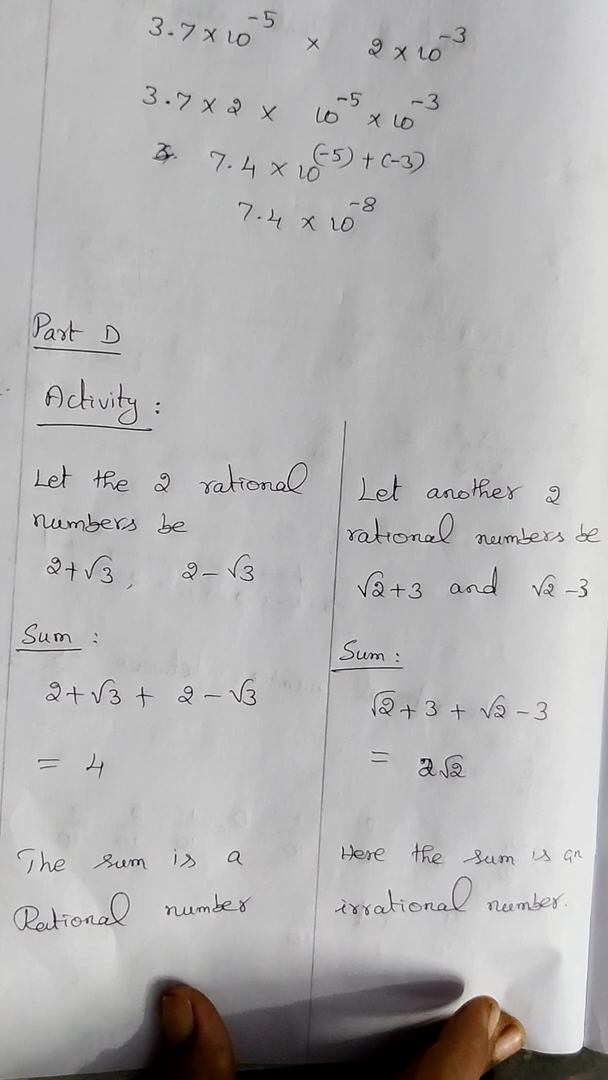 3.7 × 10⁻⁵ × 2 × 10⁻³
3.7 × 2 × 10⁻⁵ × 10⁻³
7.4 × 10⁽⁻⁵⁾ ⁺ ⁽⁻³⁾
7.4 × 10⁻⁸
Part D
Activity :
Let the 2 rational
numbers be
2+√3, 2-√3
Sum :
2+√3 + 2-√3
= 4
The sum is a
Rational number
Let another 2
rational numbers be
√2+3 and √2-3
Sum :
√2+3 + √2-3
= 2√2
Here the sum is an
irrational number.